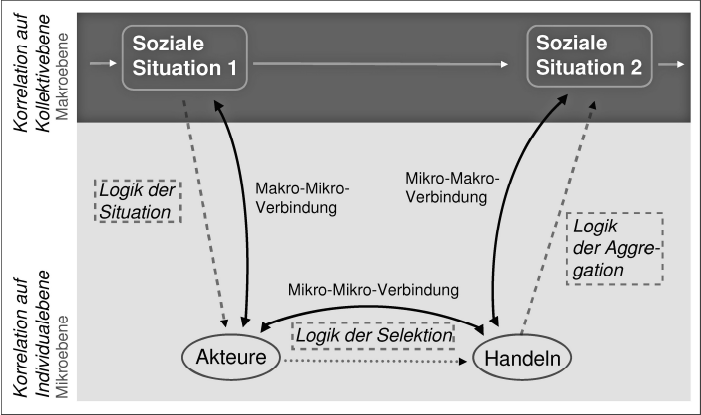 Korrelation auf
Kollektivebene
Makroebene
Soziale
Situation 1
Soziale
Situation 2
Logik der
Situation
Makro-Mikro-
Verbindung
Mikro-Makro-
Verbindung
Logik
der Aggre-
gation
Mikro-Mikro-Verbindung
Logik der Selektion
Korrelation auf
Individualebene
Mikroebene
Akteure
Handeln